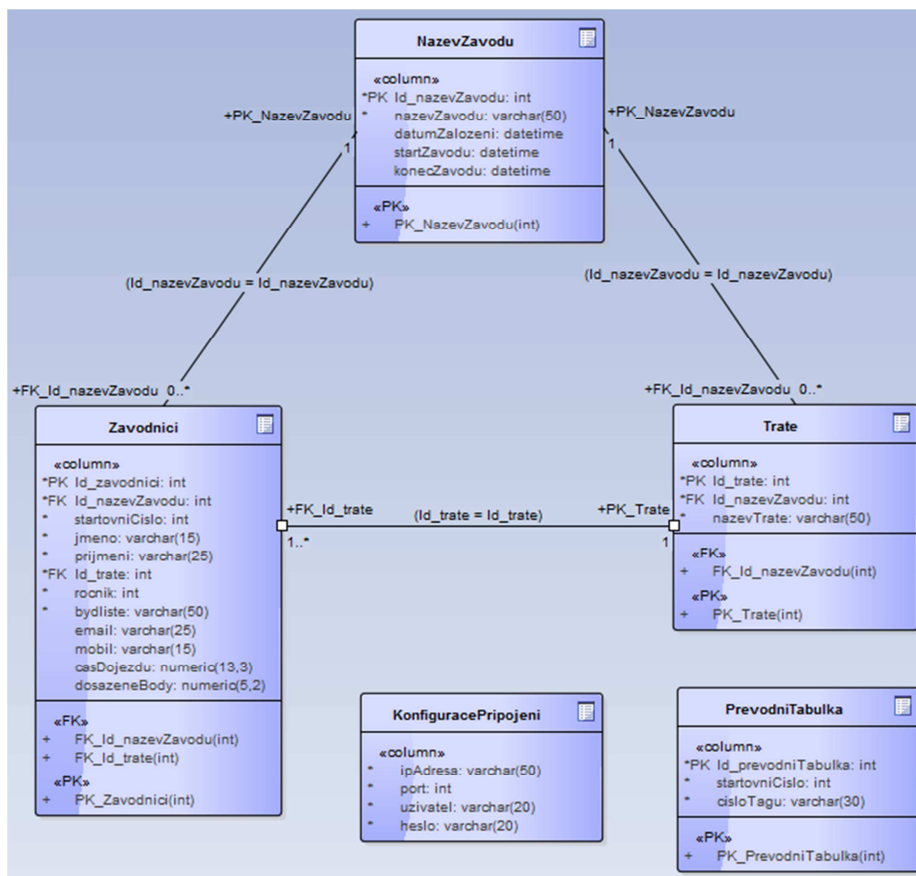 NazevZavodu
«column»
*PK Id_nazevZavodu: int
* nazevZavodu: varchar(50)
datumZalozeni: datetime
startZavodu: datetime
konecZavodu: datetime
«PK»
+ PK_NazevZavodu(int)
+PK_NazevZavodu
1
+PK_NazevZavodu
1
(Id_nazevZavodu = Id_nazevZavodu)
(Id_nazevZavodu = Id_nazevZavodu)
+FK_Id_nazevZavodu 0..*
+FK_Id_nazevZavodu 0..*
Zavodnici
«column»
*PK Id_zavodnici: int
*FK Id_nazevZavodu: int
* startovniCislo: int
* jmeno: varchar(15)
* prijmeni: varchar(25)
*FK Id_trate: int
* rocnik: int
* bydliste: varchar(50)
email: varchar(25)
mobil: varchar(15)
casDojezdu: numeric(13,3)
dosazeneBody: numeric(5,2)
«FK»
+ FK_Id_nazevZavodu(int)
+ FK_Id_trate(int)
«PK»
+ PK_Zavodnici(int)
+FK_Id_trate
1..*
(Id_trate = Id_trate)
+PK_Trate
1
Trate
«column»
*PK Id_trate: int
*FK Id_nazevZavodu: int
* nazevTrate: varchar(50)
«FK»
+ FK_Id_nazevZavodu(int)
«PK»
+ PK_Trate(int)
KonfiguracePripojeni
«column»
* ipAdresa: varchar(50)
* port: int
* uzivatel: varchar(20)
* heslo: varchar(20)
PrevodniTabulka
«column»
*PK Id_prevodniTabulka: int
* startovniCislo: int
* cisloTagu: varchar(30)
«PK»
+ PK_PrevodniTabulka(int)